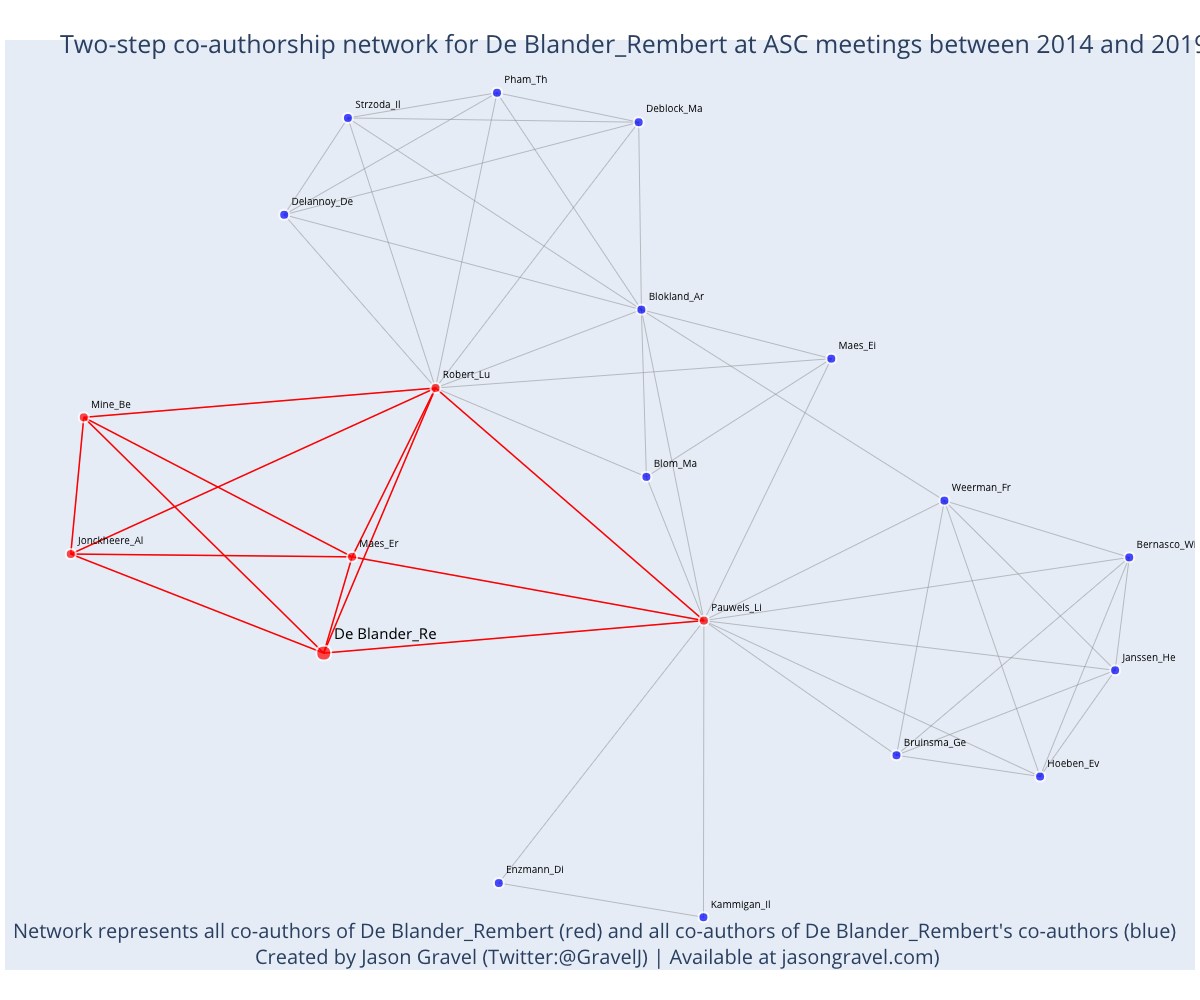 Two-step co-authorship network for De Blander_Rembert at ASC meetings between 2014 and 2019
Pham_Th
Strzoda_Il
Deblock_Ma
Delannoy_De
Blokland_Ar
Maes_Ei
Robert_Lu
Mine_Be
Blom_Ma
Weerman_Fr
Jonckheere_Al
Maes_Er
Bernasco_Wi
Pauwels_Li
De Blander_Re
Janssen_He
Bruinsma_Ge
Hoeben_Ev
Enzmann_Di
Kammigan_Il
Network represents all co-authors of De Blander_Rembert (red) and all co-authors of De Blander_Rembert's co-authors (blue)
Created by Jason Gravel (Twitter:@GravelJ) | Available at jasongravel.com)